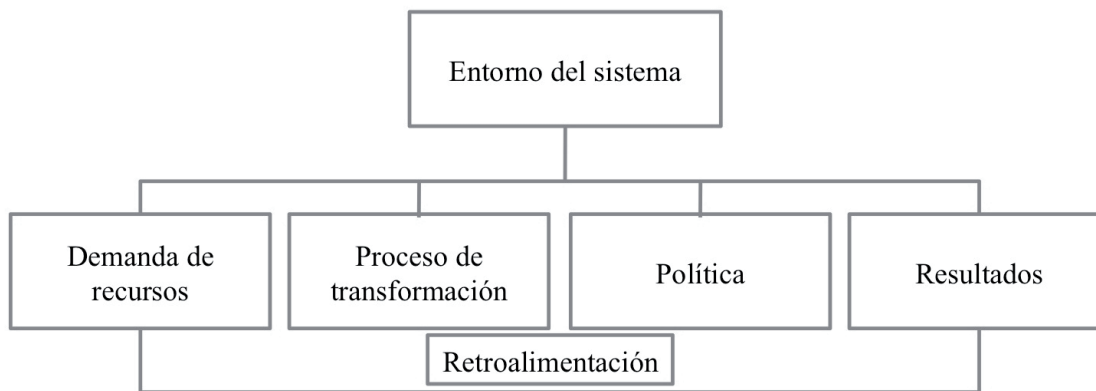 Entorno del sistema
Demanda de
recursos
Proceso de
transformación
Política
Resultados
Retroalimentación